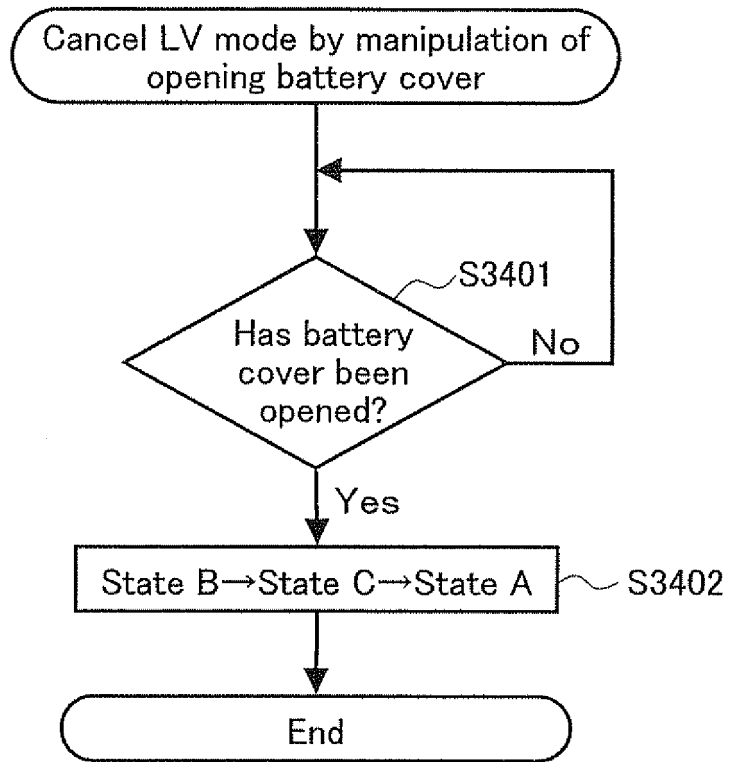 Cancel LV mode by manipulation of
opening battery cover
S3401
Has battery
cover been
opened?
No
Yes
State B→State C→State A
S3402
End